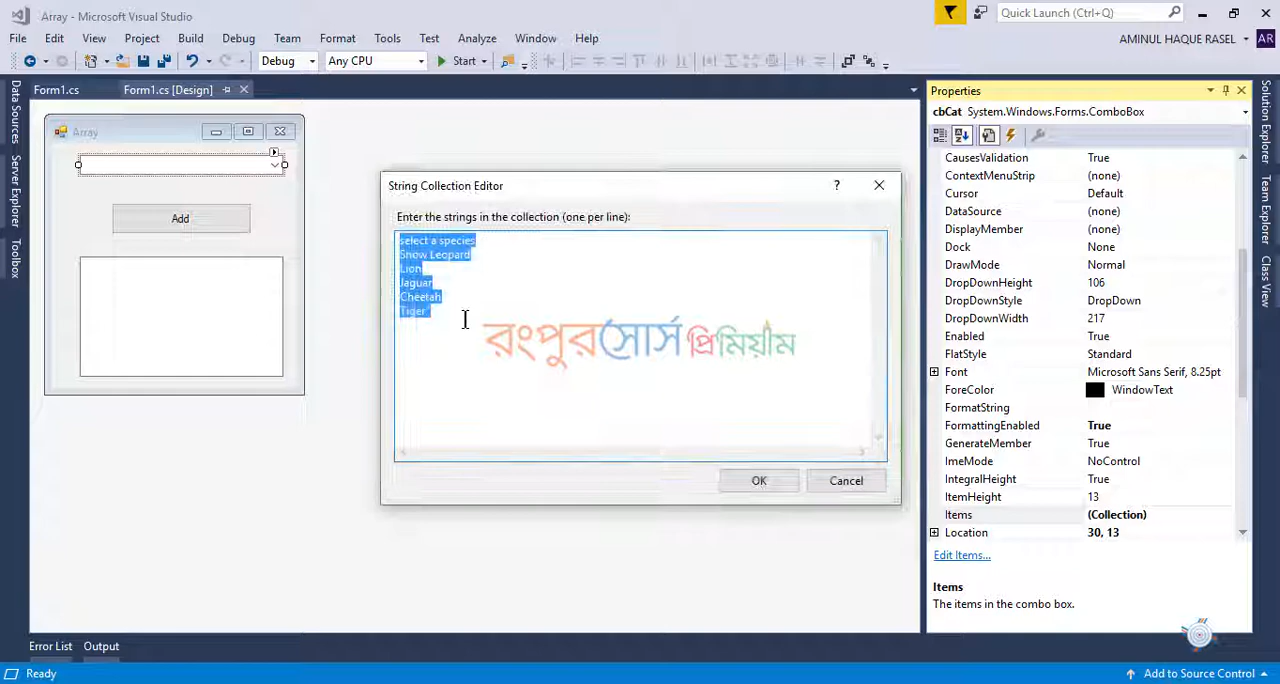 Array - Microsoft Visual Studio
Quick Launch (Ctrl+Q)
File Edit View Project Build Debug Team Format Tools Test Analyze Window Help
AMINUL HAQUE RASEL AR
Debug Any CPU Start
Form1.cs Form1.cs [Design]
Data Sources
Server Explorer
Toolbox
Array
Add
String Collection Editor
Enter the strings in the collection (one per line):
select a species
Snow Leopard
Lion
Jaguar
Cheetah
Tiger
রংপুরসোর্স প্রিমিয়াম
OK Cancel
Properties
cbCat System.Windows.Forms.ComboBox
CausesValidation True
ContextMenuStrip (none)
Cursor Default
DataSource (none)
DisplayMember (none)
Dock None
DrawMode Normal
DropDownHeight 106
DropDownStyle DropDown
DropDownWidth 217
Enabled True
FlatStyle Standard
Font Microsoft Sans Serif, 8.25pt
ForeColor WindowText
FormatString
FormattingEnabled True
GenerateMember True
ImeMode NoControl
IntegralHeight True
ItemHeight 13
Items (Collection)
Location 30, 13
Edit Items...
Items
The items in the combo box.
Solution Explorer
Team Explorer
Class View
Error List Output
Ready
Add to Source Control